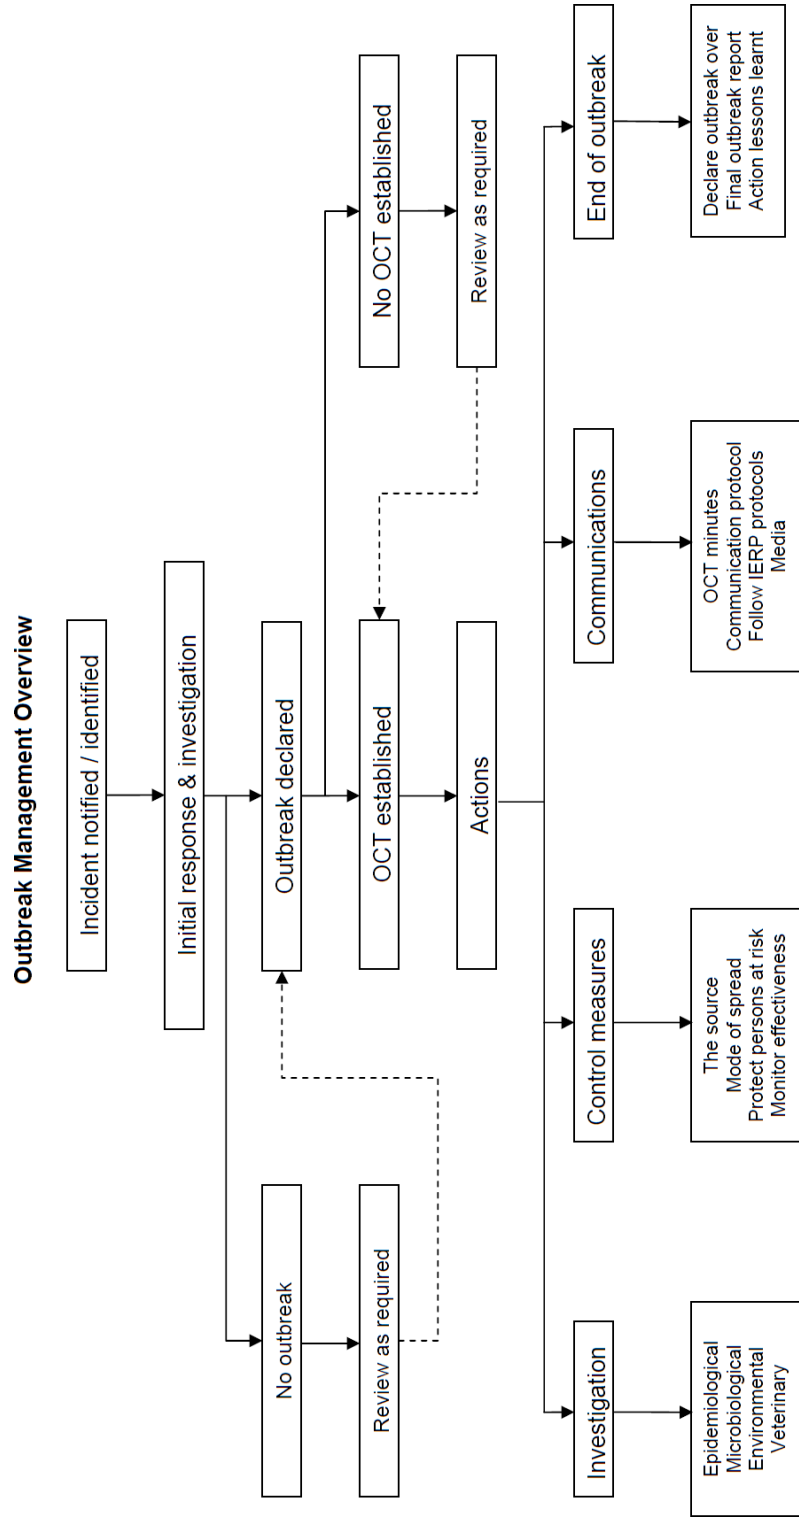 Outbreak Management Overview
Incident notified / identified
Initial response & investigation
No outbreak
Outbreak declared
Review as required
OCT established
No OCT established
Actions
Review as required
Investigation
Control measures
Communications
End of outbreak
Epidemiological
Microbiological
Environmental
Veterinary
The source
Mode of spread
Protect persons at risk
Monitor effectiveness
OCT minutes
Communication protocol
Follow IERP protocols
Media
Declare outbreak over
Final outbreak report
Action lessons learnt